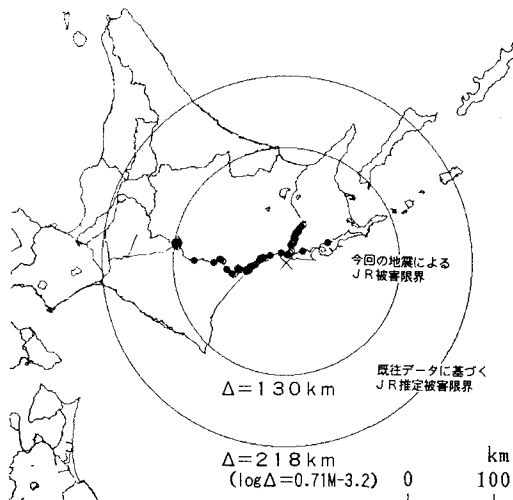 今回の地震による
ＪＲ被害限界
既往データに基づく
ＪＲ推定被害限界
Δ＝１３０ｋｍ
Δ＝２１８ｋｍ
(logΔ=0.71M-3.2)
km
0 100